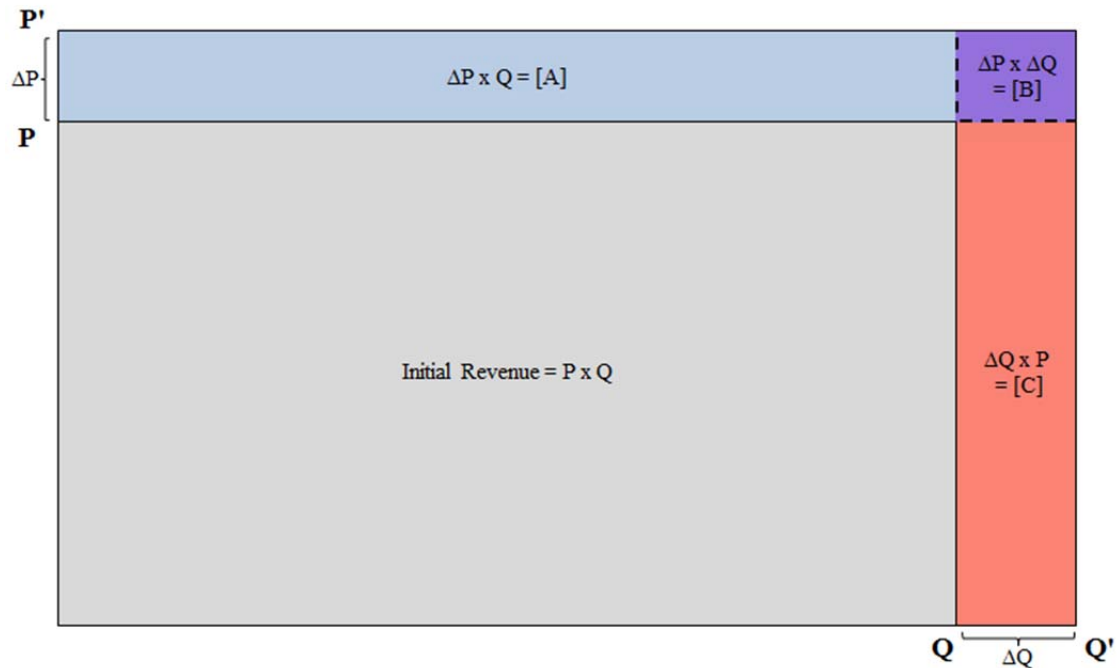 P'
ΔP
ΔP x Q = [A]
ΔP x ΔQ
= [B]
P
Initial Revenue = P x Q
ΔQ x P
= [C]
Q
ΔQ
Q'